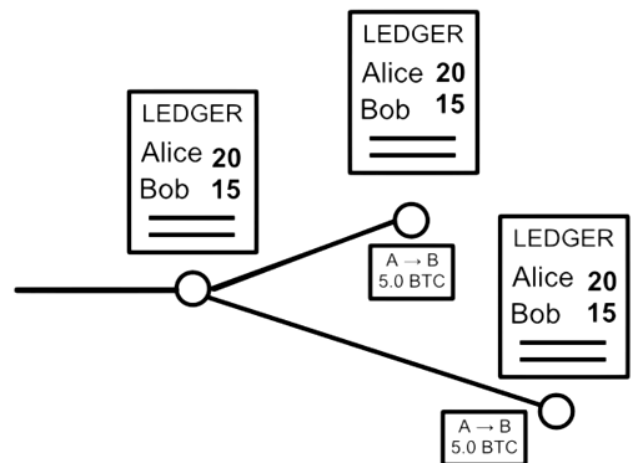 LEDGER
Alice 20
Bob 15
LEDGER
Alice 20
Bob 15
A → B
5.0 BTC
LEDGER
Alice 20
Bob 15
A → B
5.0 BTC